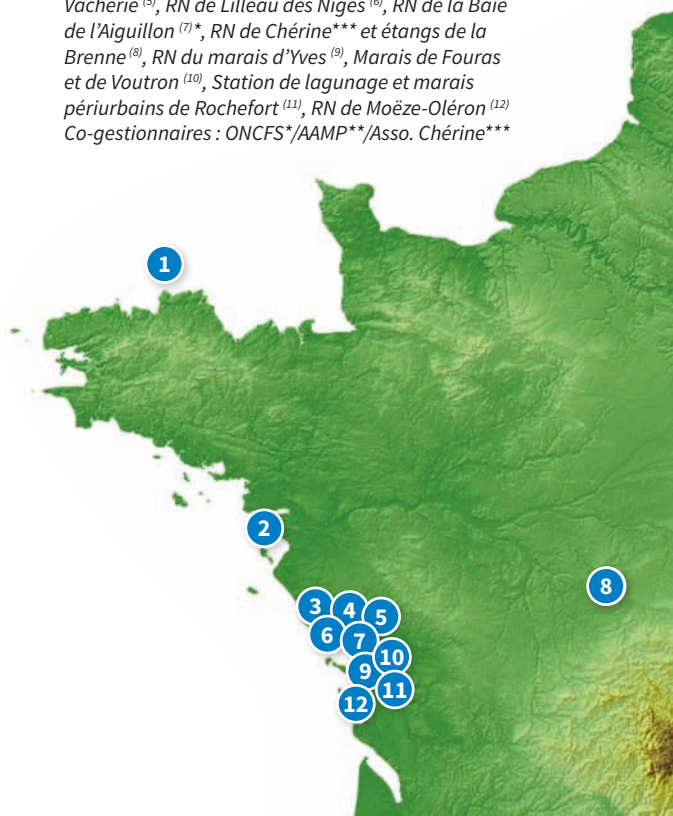 Vacherie (5), RN de Lilleau des Niges (6), RN de la Baie
de l'Aiguillon (7)*, RN de Chérine*** et étangs de la
Brenne (8), RN du marais d'Yves (9), Marais de Fouras
et de Voutron (10), Station de lagunage et marais
périurbains de Rochefort (11), RN de Moëze-Oléron (12)
Co-gestionnaires : ONCFS*/AAMP**/Asso. Chérine***
1
2
3
4
5
6
7
8
9
10
11
12